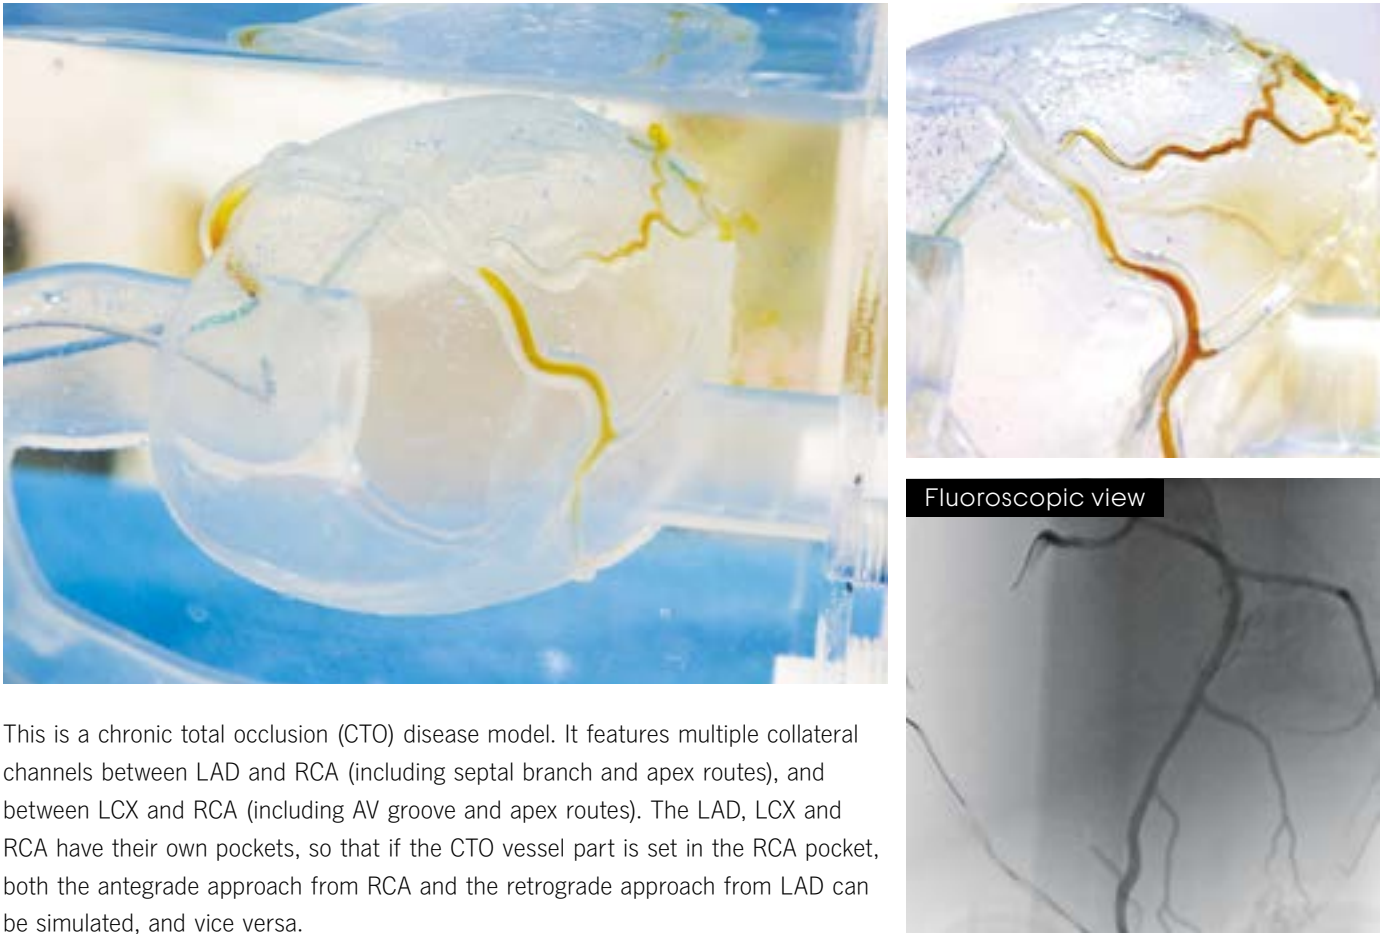 Fluoroscopic view
This is a chronic total occlusion (CTO) disease model. It features multiple collateral
channels between LAD and RCA (including septal branch and apex routes), and
between LCX and RCA (including AV groove and apex routes). The LAD, LCX and
RCA have their own pockets, so that if the CTO vessel part is set in the RCA pocket,
both the antegrade approach from RCA and the retrograde approach from LAD can
be simulated, and vice versa.